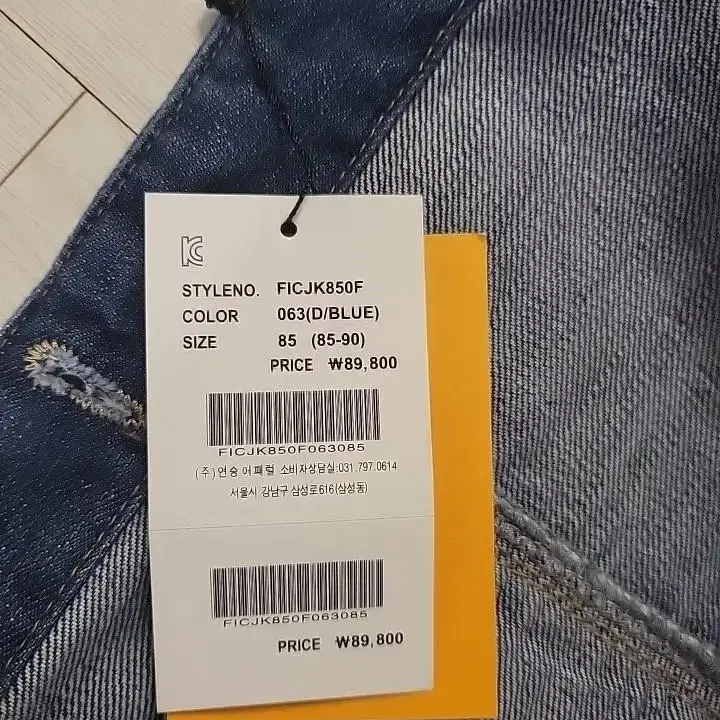 STYLENO. FICJK850F
COLOR 063(D/BLUE)
SIZE 85 (85-90)
PRICE ₩89,800
FICJK850F063085
(주)연승어패럴 소비자상담실:031.797.0614
서울시 강남구 삼성로616(삼성동)
FICJK850F063085
PRICE ₩89,800